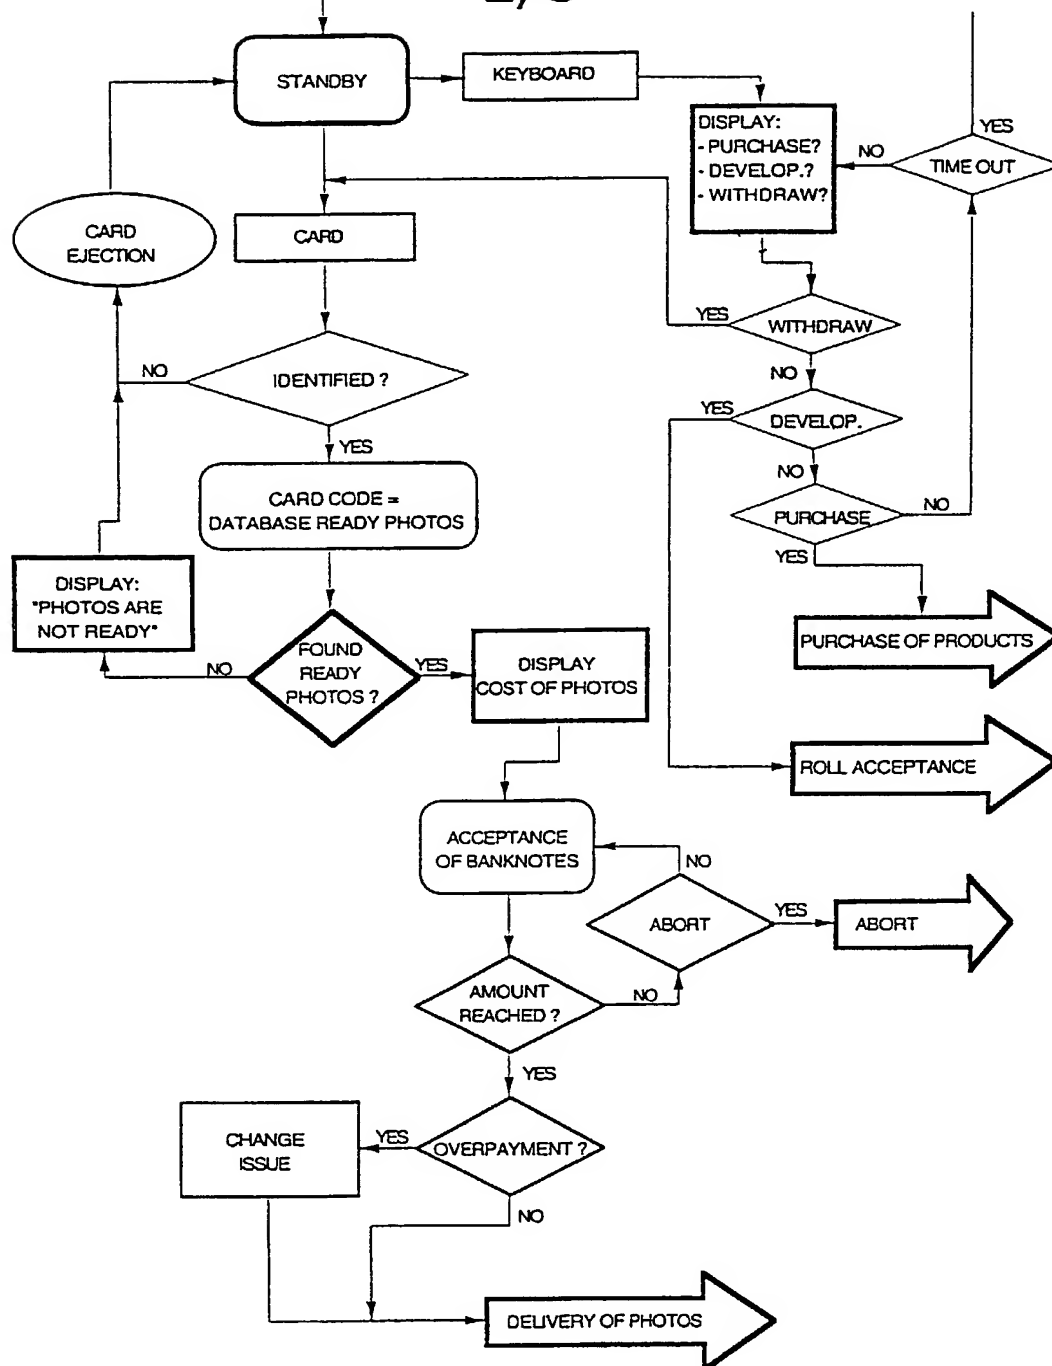 STANDBY
KEYBOARD
DISPLAY:
- PURCHASE?
- DEVELOP.?
- WITHDRAW?
NO
YES
TIME OUT
CARD
EJECTION
CARD
YES
WITHDRAW
NO
IDENTIFIED ?
NO
YES
DEVELOP.
YES
NO
CARD CODE =
DATABASE READY PHOTOS
PURCHASE
NO
YES
DISPLAY:
"PHOTOS ARE
NOT READY"
NO
FOUND
READY
PHOTOS ?
YES
DISPLAY
COST OF PHOTOS
PURCHASE OF PRODUCTS
ROLL ACCEPTANCE
ACCEPTANCE
OF BANKNOTES
NO
ABORT
YES
ABORT
AMOUNT
REACHED ?
NO
YES
CHANGE
ISSUE
YES
OVERPAYMENT ?
NO
DELIVERY OF PHOTOS